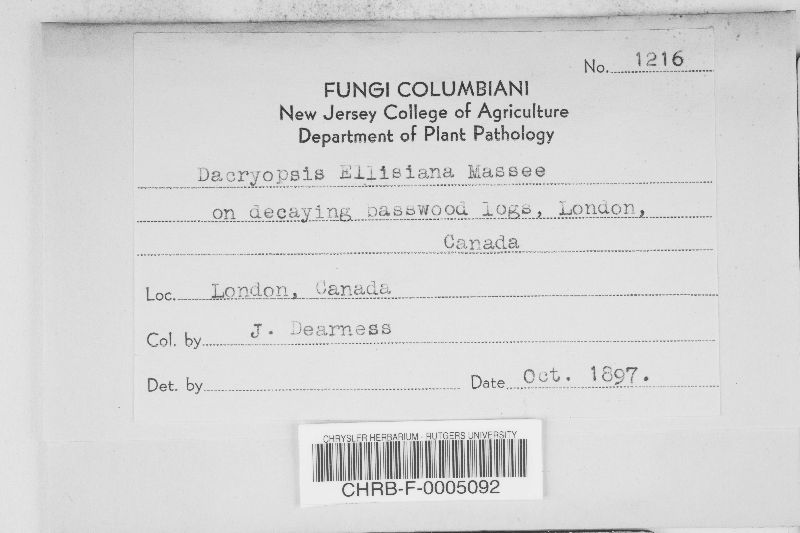 No. 1216
FUNGI COLUMBIANI
New Jersey College of Agriculture
Department of Plant Pathology
Dacryopsis Ellisiana Massee
on decaying basswood logs, London,
Canada
Loc. London, Canada
Col. by J. Dearness
Det. by
Date Oct. 1897.
CHRYSLER HERBARIUM - RUTGERS UNIVERSITY
CHRB-F-0005092